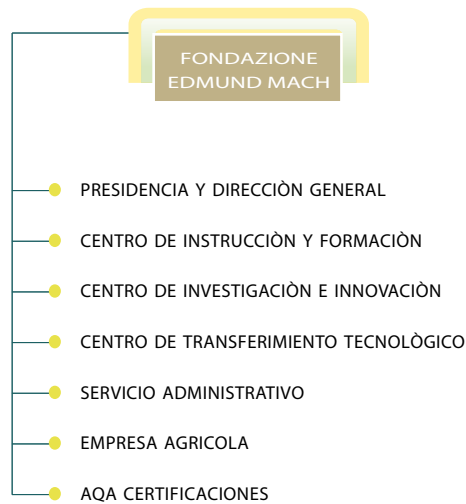 FONDAZIONE
EDMUND MACH
PRESIDENCIA Y DIRECCIÒN GENERAL
CENTRO DE INSTRUCCIÒN Y FORMACIÒN
CENTRO DE INVESTIGACIÒN E INNOVACIÒN
CENTRO DE TRANSFERIMIENTO TECNOLÒGICO
SERVICIO ADMINISTRATIVO
EMPRESA AGRICOLA
AQA CERTIFICACIONES